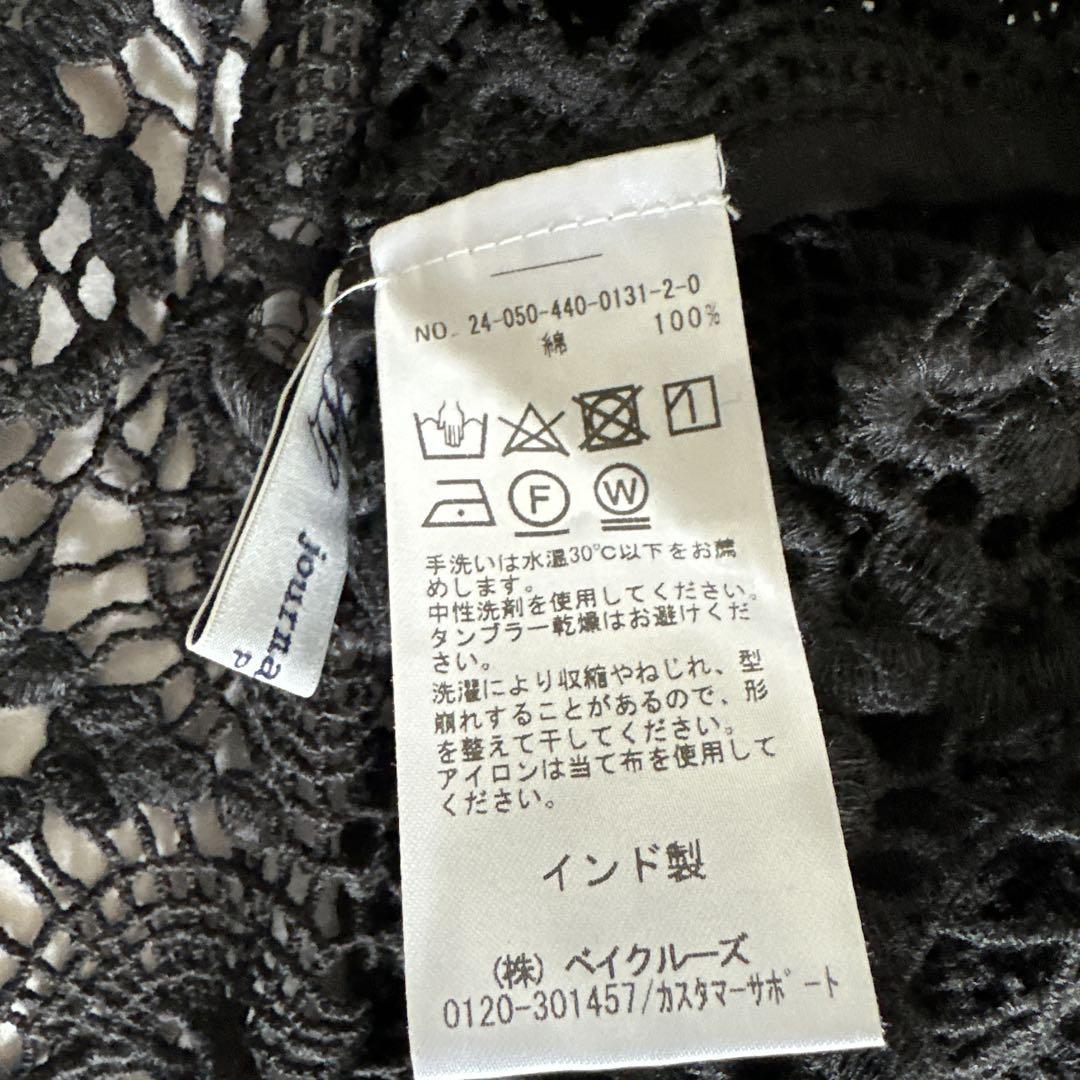 NO. 24-050-440-0131-2-0
綿 100%
F W
手洗いは水温30℃以下をお薦
めします。
中性洗剤を使用してください。
タンブラー乾燥はお避けくだ
さい。
洗濯により収縮やねじれ、型
崩れすることがあるので、形
を整えて干してください。
アイロンは当て布を使用して
ください。
インド製
(株) ベイクルーズ
0120-301457/カスタマーサポート
journa